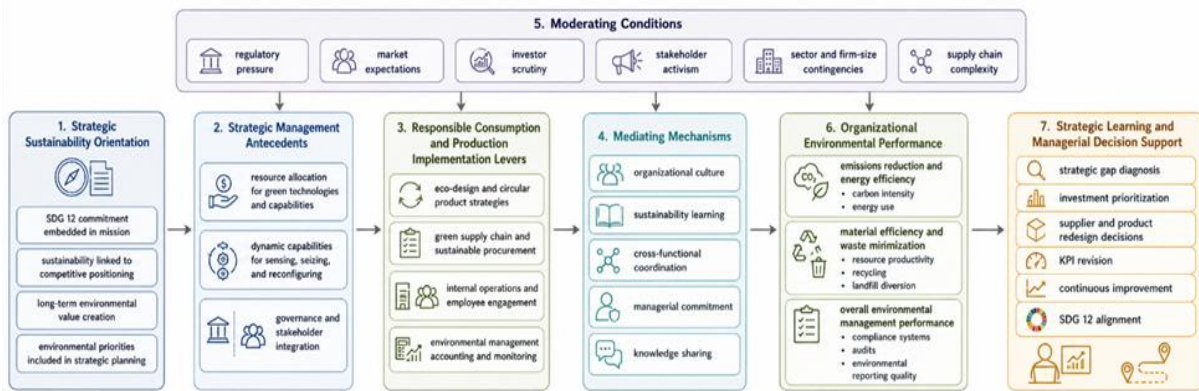 5. Moderating Conditions
regulatory
pressure
market
expectations
investor
scrutiny
stakeholder
activism
sector and firm-size
contingencies
supply chain
complexity
1. Strategic
Sustainability Orientation
SDG 12 commitment
embedded in mission
sustainability linked to
competitive positioning
long-term environmental
value creation
environmental priorities
included in strategic planning
2. Strategic Management
Antecedents
$
resource allocation
for green technologies
and capabilities
dynamic capabilities
for sensing, seizing,
and reconfiguring
governance and
stakeholder
integration
3. Responsible Consumption
and Production
Implementation Levers
eco-design and circular
product strategies
green supply chain and
sustainable procurement
internal operations and
employee engagement
environmental management
accounting and monitoring
4. Mediating Mechanisms
organizational culture
sustainability learning
cross-functional
coordination
managerial commitment
knowledge sharing
6. Organizational
Environmental Performance
CO₂
emissions reduction and
energy efficiency
• carbon intensity
• energy use
material efficiency and
waste minimization
• resource productivity
• recycling
• landfill diversion
overall environmental
management performance
• compliance systems
• audits
• environmental
reporting quality
7. Strategic Learning and
Managerial Decision Support
strategic gap diagnosis
investment prioritization
supplier and product
redesign decisions
KPI revision
continuous improvement
SDG 12 alignment